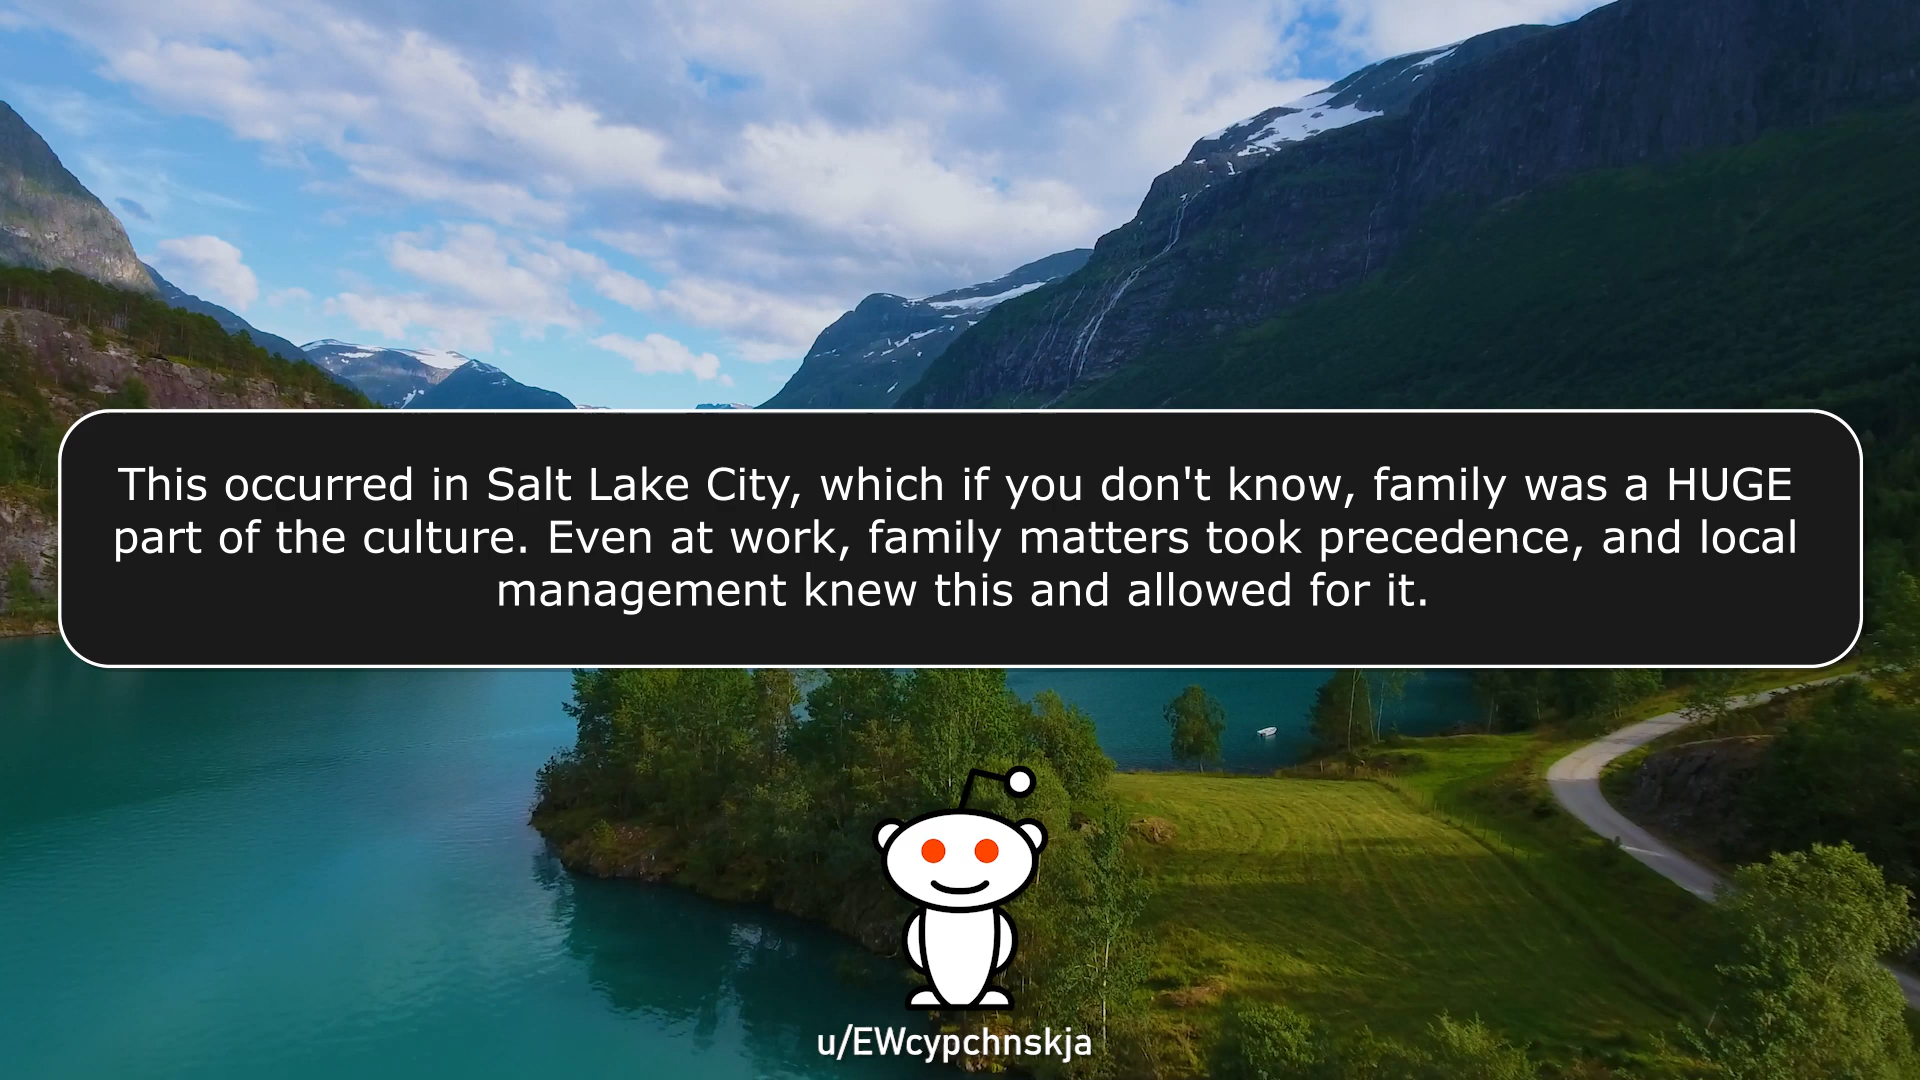 This occurred in Salt Lake City, which if you don't know, family was a HUGE
part of the culture. Even at work, family matters took precedence, and local
management knew this and allowed for it.
u/EWcypchnskja